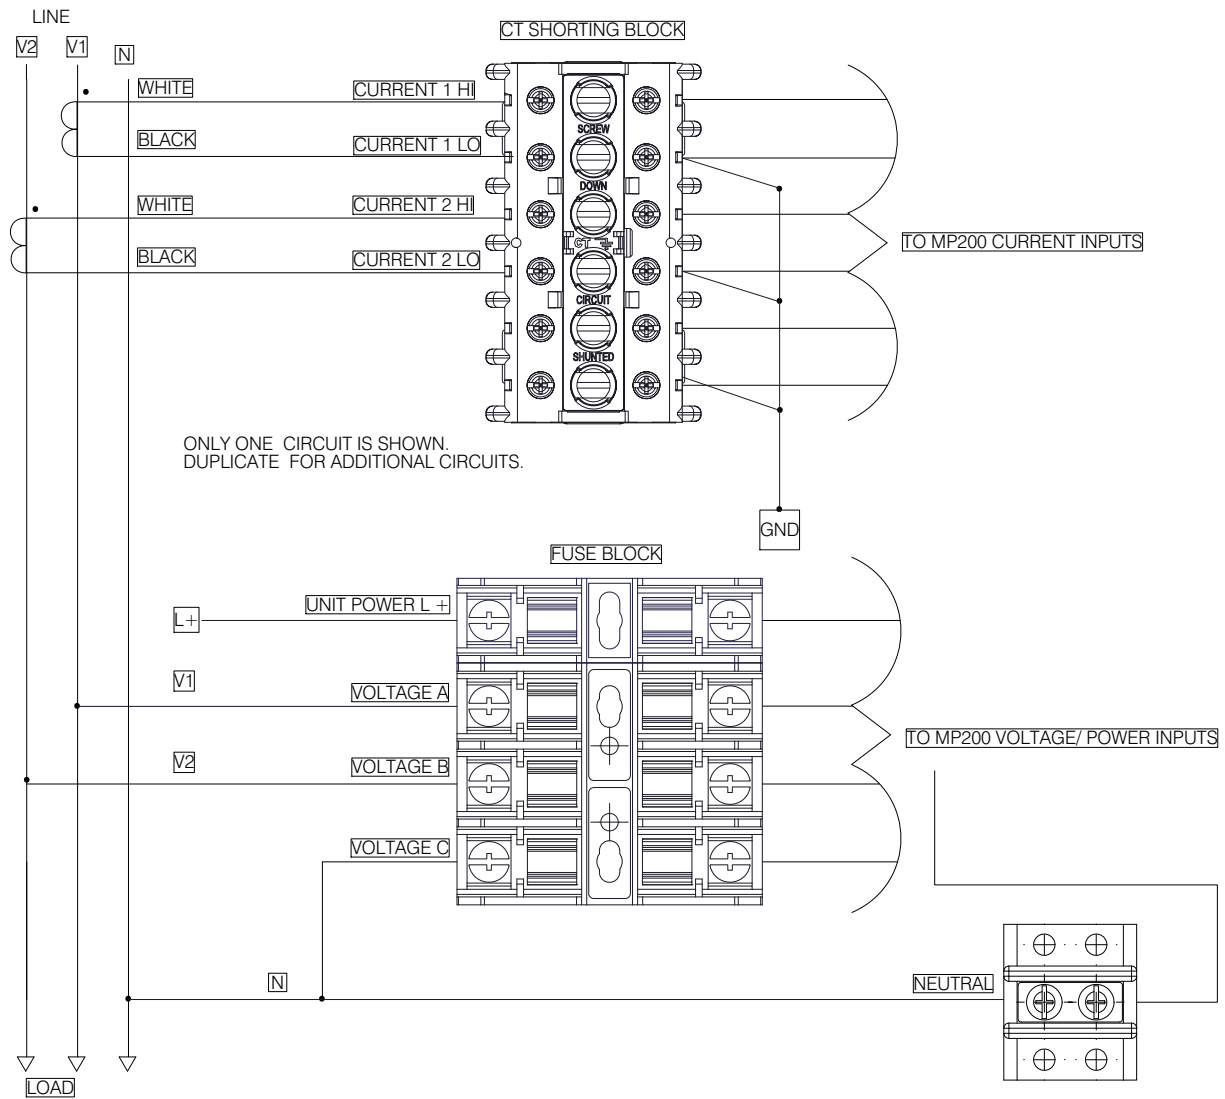 LINE
V2
V1
N
CT SHORTING BLOCK
WHITE
CURRENT 1 HI
SCREW
BLACK
CURRENT 1 LO
DOWN
WHITE
CURRENT 2 HI
CT
TO MP200 CURRENT INPUTS
BLACK
CURRENT 2 LO
CIRCUIT
SHUNTED
ONLY ONE CIRCUIT IS SHOWN.
DUPLICATE FOR ADDITIONAL CIRCUITS.
GND
FUSE BLOCK
UNIT POWER L +
L+
V1
VOLTAGE A
TO MP200 VOLTAGE/ POWER INPUTS
V2
VOLTAGE B
VOLTAGE C
N
NEUTRAL
LOAD